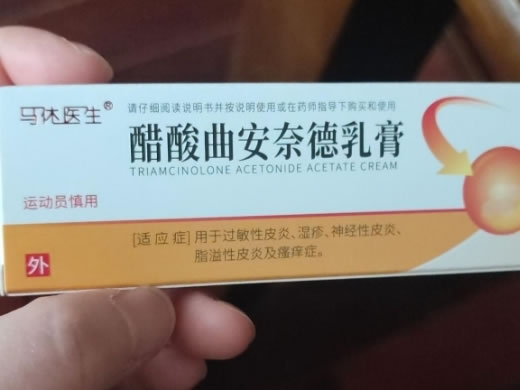 马休医生®
请仔细阅读说明书并按说明使用或在药师指导下购买和使用
醋酸曲安奈德乳膏
TRIAMCINOLONE ACETONIDE ACETATE CREAM
运动员慎用
[适应症]用于过敏性皮炎、湿疹、神经性皮炎、
脂溢性皮炎及瘙痒症。
外